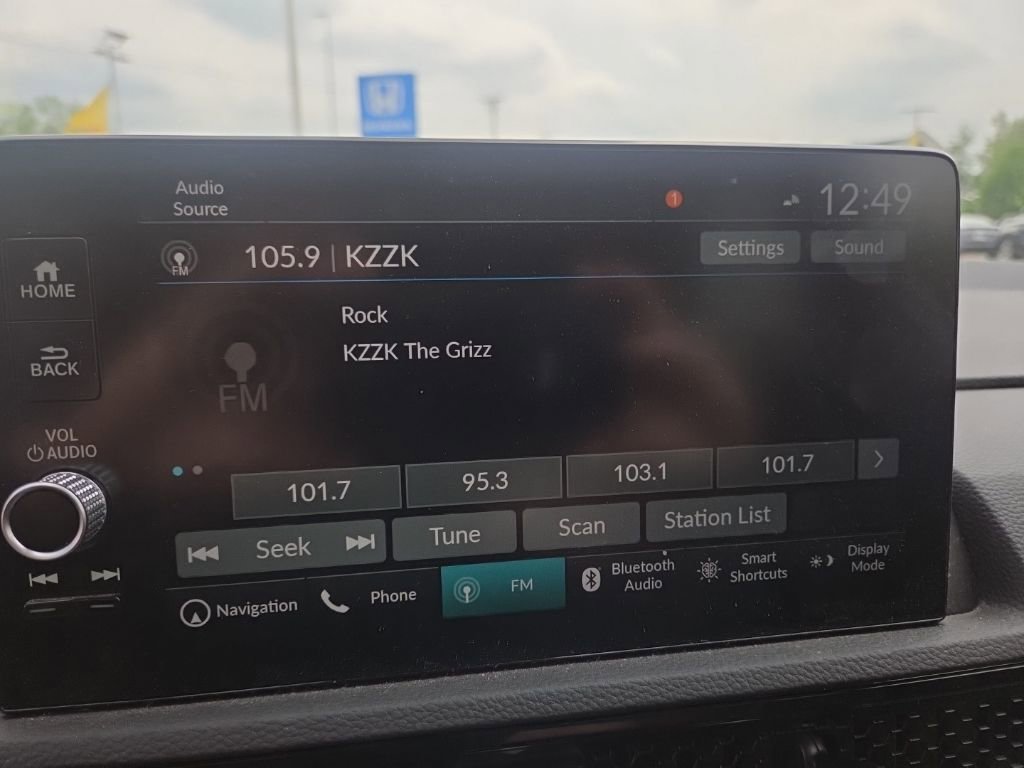 Audio
Source
1
12:49
HOME
BACK
VOL
AUDIO
FM
105.9 | KZZK
Settings
Sound
Rock
KZZK The Grizz
FM
101.7
95.3
103.1
101.7
Seek
Tune
Scan
Station List
Navigation
Phone
FM
Bluetooth
Audio
Smart
Shortcuts
Display
Mode